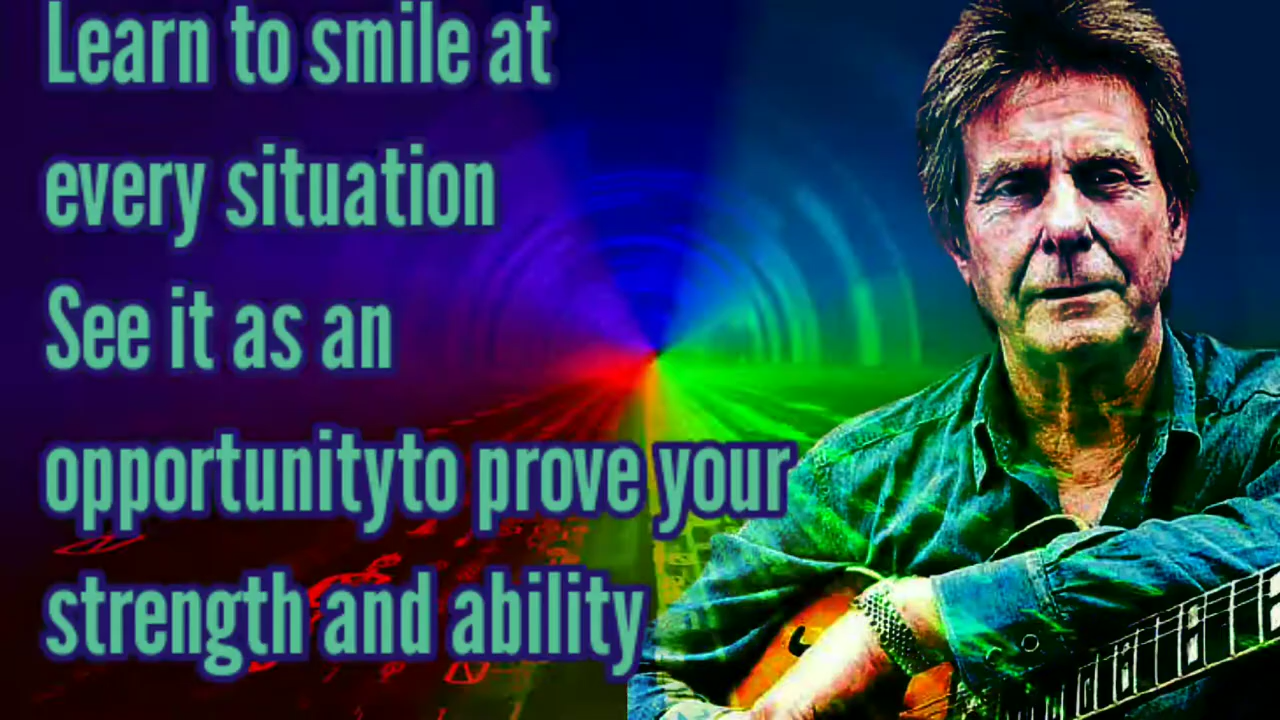 Learn to smile at
every situation
See it as an
opportunityto prove your
strength and ability